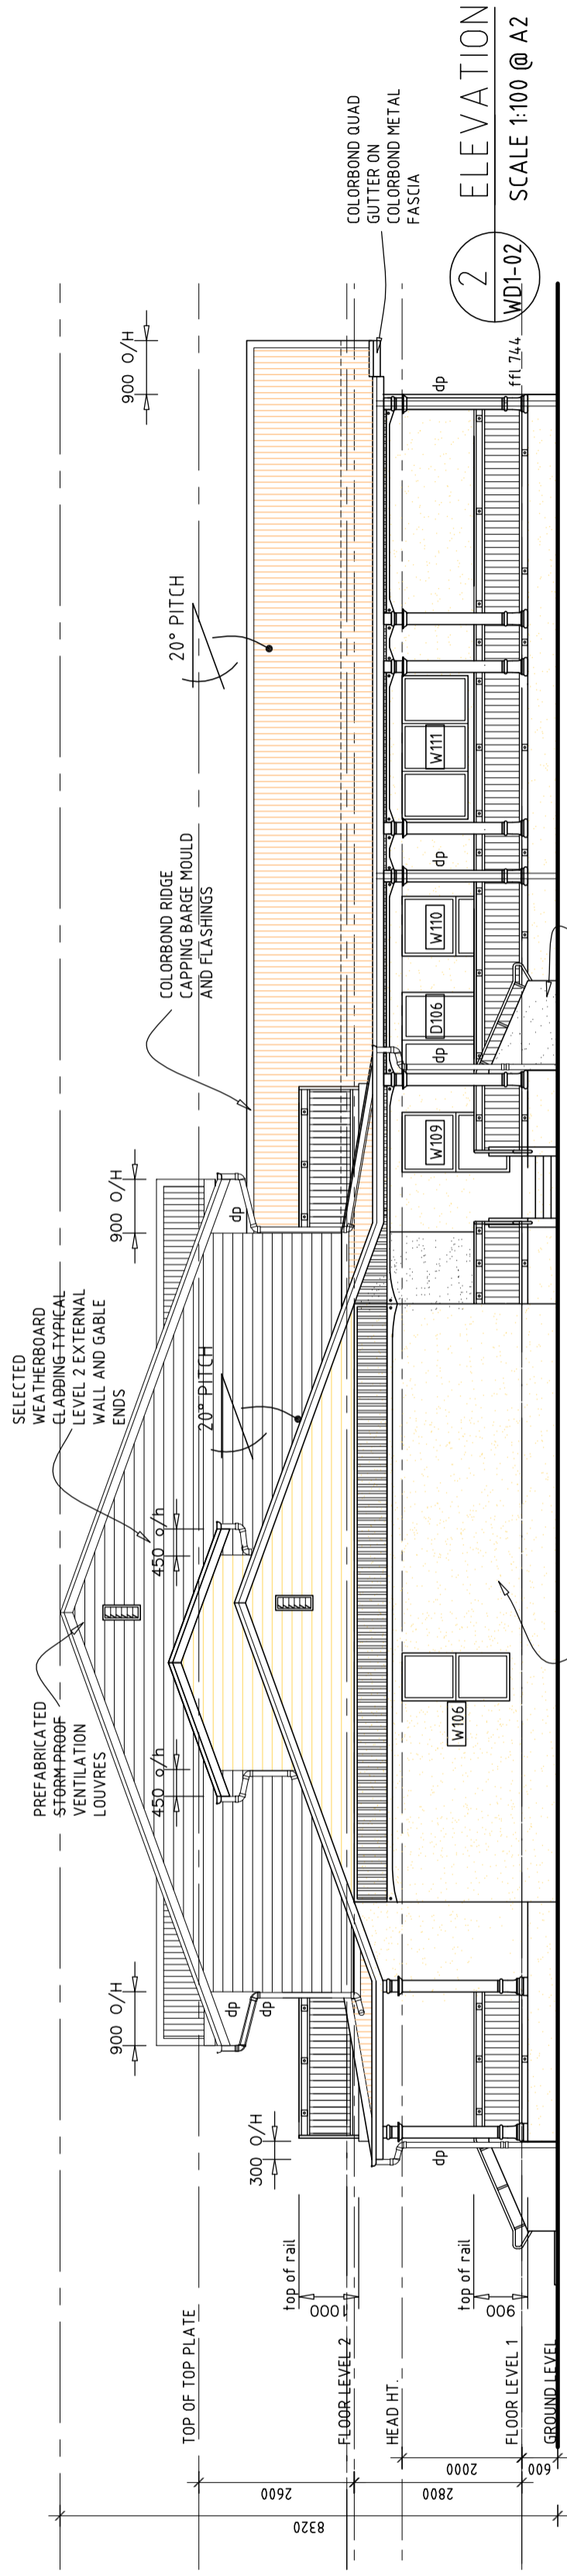 SELECTED
WEATHERBOARD
CLADDING TYPICAL
LEVEL 2 EXTERNAL
WALL AND GABLE
ENDS
PREFABRICATED
STORM PROOF
VENTILATION
LOUVRES
COLORBOND RIDGE
CAPPING BARGE MOULD
AND FLASHINGS
COLORBOND QUAD
GUTTER ON
COLORBOND METAL
FASCIA
900 O/H
900 O/H
900 O/H
300 O/H
450 o/h
450 o/h
20° PITCH
20° PITCH
dp
dp
dp
dp
dp
dp
dp
TOP OF TOP PLATE
top of rail
1000
FLOOR LEVEL 2
HEAD HT.
top of rail
900
FLOOR LEVEL 1
GROUND LEVEL
8320
2600
2800
2000
600
W106
W109
D106
W110
W111
ffl 744
2
WD1-02
ELEVATION
SCALE 1:100 @ A2